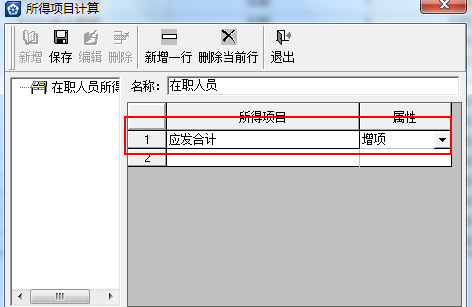 所得项目计算
新增 保存 编辑 删除 新增一行 删除当前行 退出
在职人员所得
名称: 在职人员
所得项目 属性
1 应发合计 增项
2